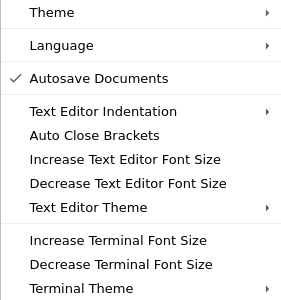 Theme
Language
Autosave Documents
Text Editor Indentation
Auto Close Brackets
Increase Text Editor Font Size
Decrease Text Editor Font Size
Text Editor Theme
Increase Terminal Font Size
Decrease Terminal Font Size
Terminal Theme